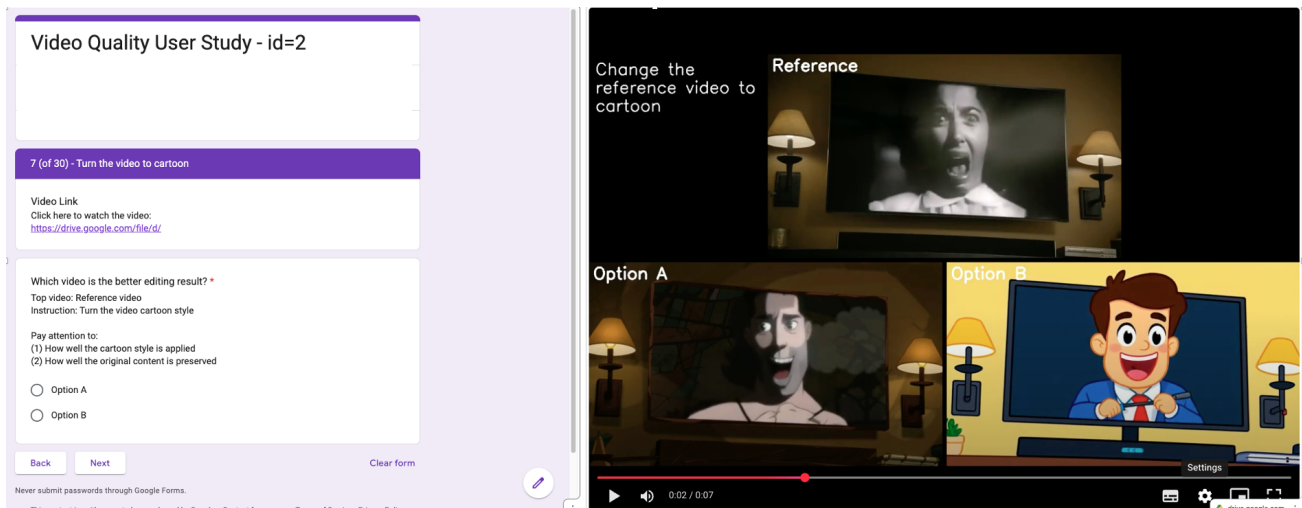 Video Quality User Study - id=2
7 (of 30) - Turn the video to cartoon
Video Link
Click here to watch the video:
https://drive.google.com/file/d/
Which video is the better editing result? *
Top video: Reference video
Instruction: Turn the video cartoon style
Pay attention to:
(1) How well the cartoon style is applied
(2) How well the original content is preserved
Option A
Option B
Back
Next
Clear form
Never submit passwords through Google Forms.
Change the
reference video to
cartoon
Reference
Option A
Option B
Settings
0:02 / 0:07